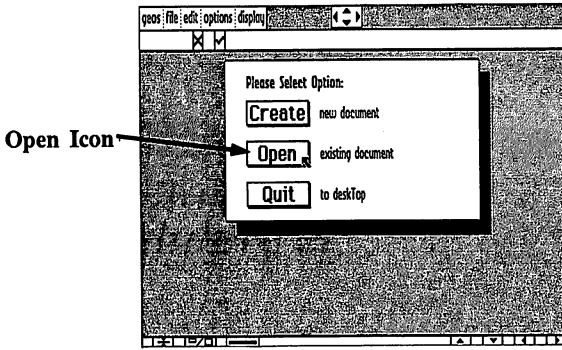 geos file edit options display
Please Select Option:
Create new document
Open Icon
Open existing document
Quit to deskTop